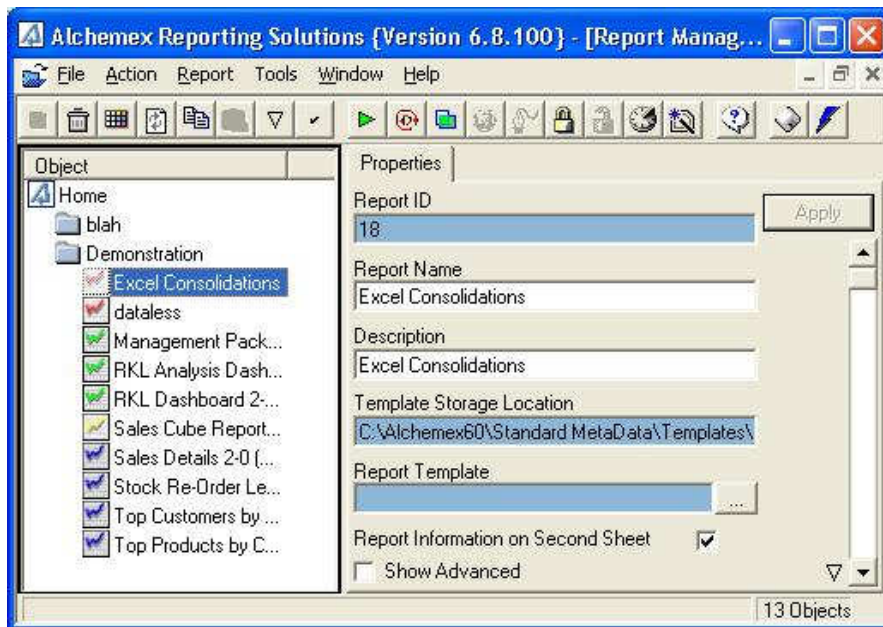 Alchemex Reporting Solutions {Version 6.8.100} - [Report Manag...
File Action Report Tools Window Help
Object
Home
blah
Demonstration
Excel Consolidations
dataless
Management Pack...
RKL Analysis Dash...
RKL Dashboard 2-...
Sales Cube Report...
Sales Details 2-0 (...
Stock Re-Order Le...
Top Customers by ...
Top Products by C...
Properties
Report ID
18
Apply
Report Name
Excel Consolidations
Description
Excel Consolidations
Template Storage Location
C:\Alchemex60\Standard MetaData\Templates\
Report Template
...
Report Information on Second Sheet
Show Advanced
13 Objects